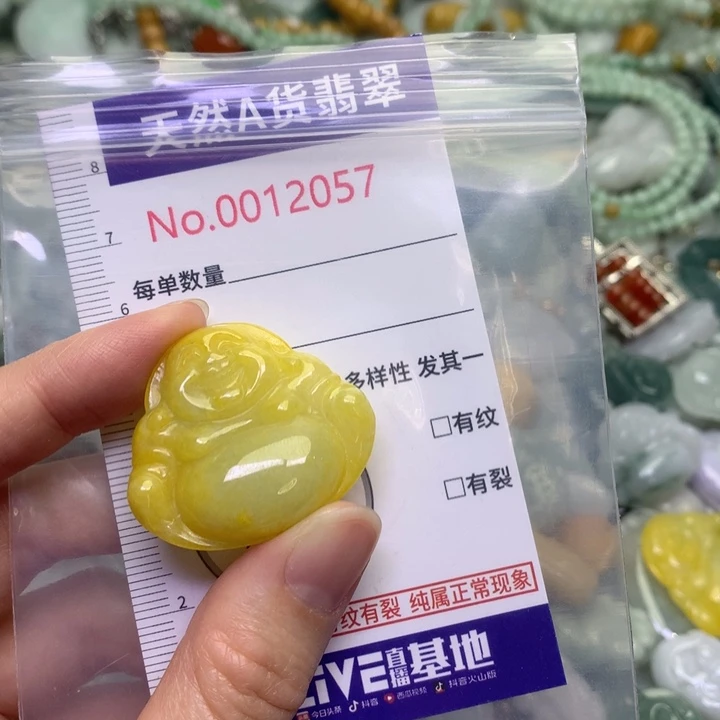 天然A货翡翠
8
No.0012057
7
每单数量
6
多样性 发其一
□有纹
□有裂
2
纹有裂 纯属正常现象
LIVE直播基地
今日头条 抖音 西瓜视频 抖音火山版